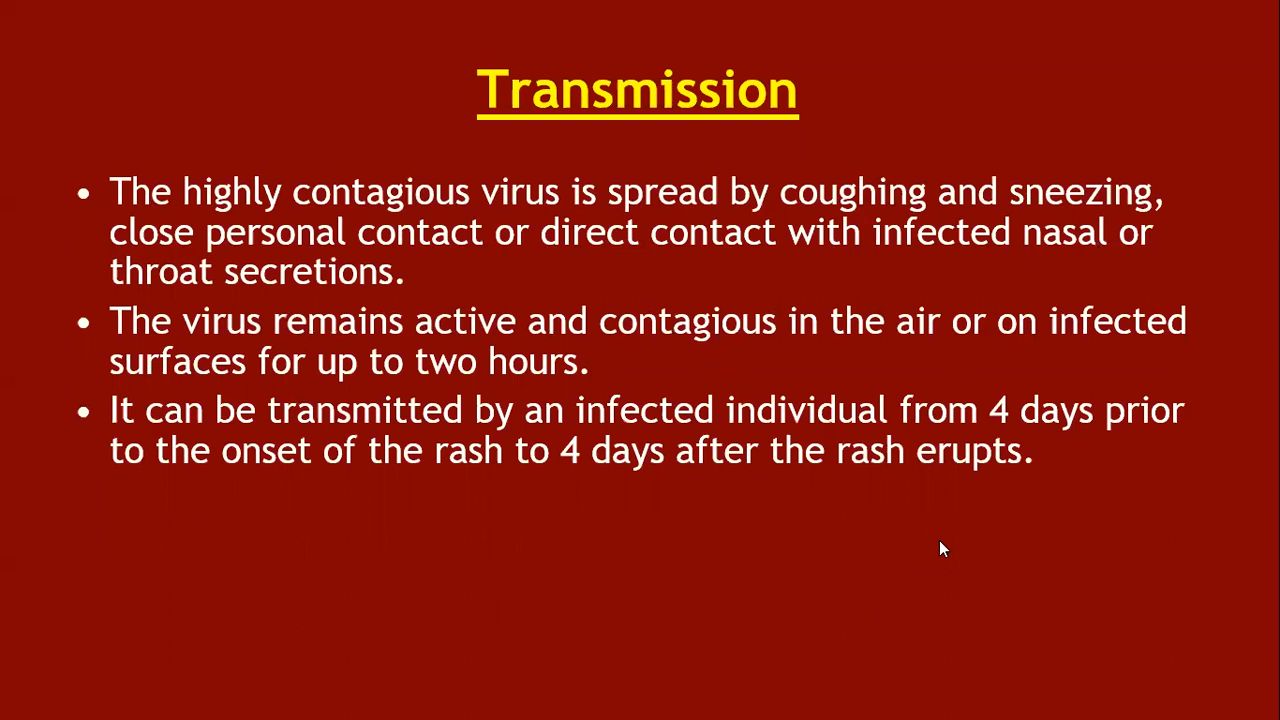 Transmission
• The highly contagious virus is spread by coughing and sneezing,
close personal contact or direct contact with infected nasal or
throat secretions.
• The virus remains active and contagious in the air or on infected
surfaces for up to two hours.
• It can be transmitted by an infected individual from 4 days prior
to the onset of the rash to 4 days after the rash erupts.